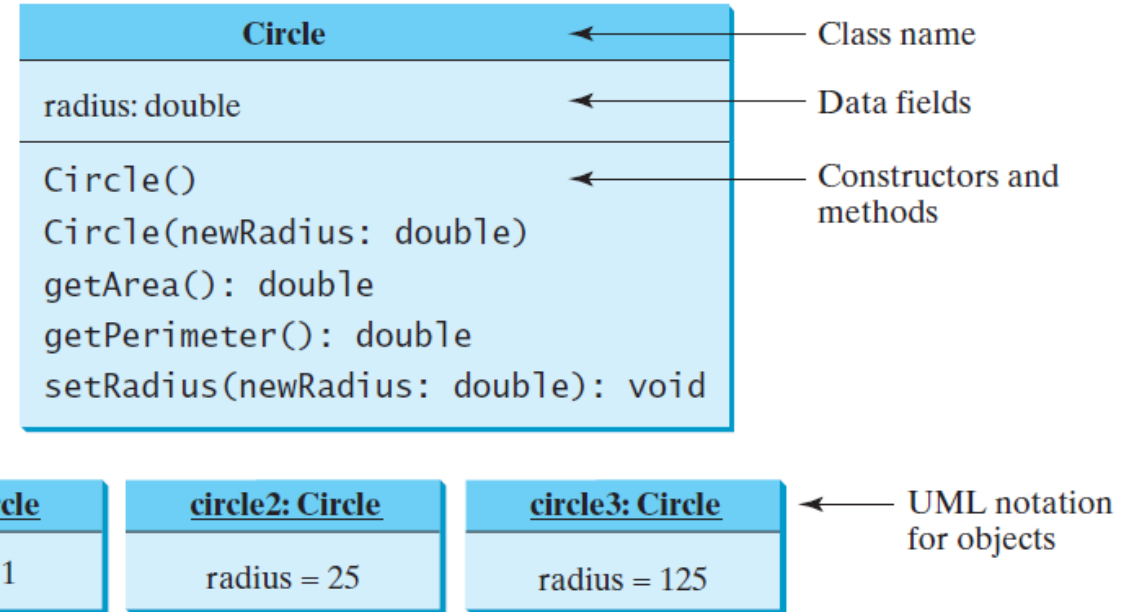 Circle
Class name
radius: double
Data fields
Circle()
Constructors and
methods
Circle(newRadius: double)
getArea(): double
getPerimeter(): double
setRadius(newRadius: double): void
cle
circle2: Circle
circle3: Circle
UML notation
for objects
1
radius = 25
radius = 125